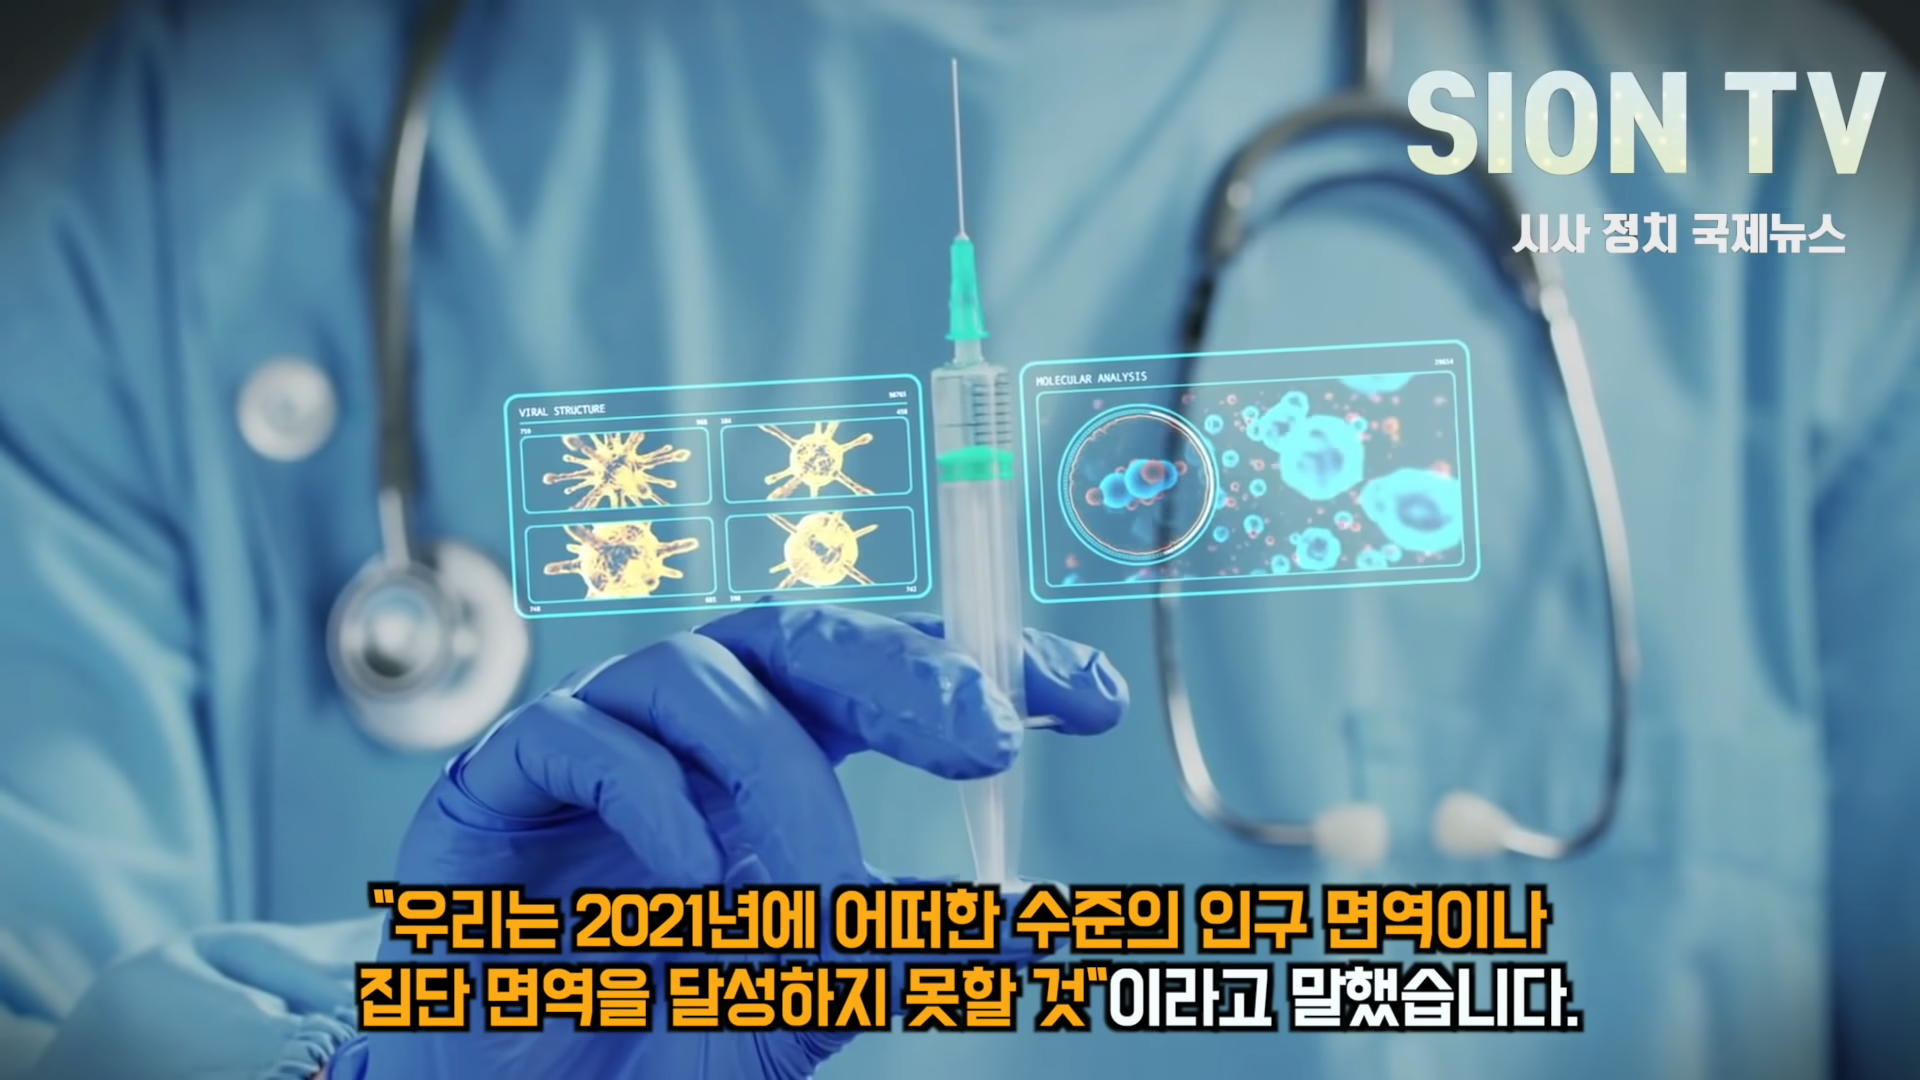 SION TV
시사 정치 국제뉴스
VIRAL STRUCTURE
MOLECULAR ANALYSIS
"우리는 2021년에 어떠한 수준의 인구 면역이나
집단 면역을 달성하지 못할 것"이라고 말했습니다.